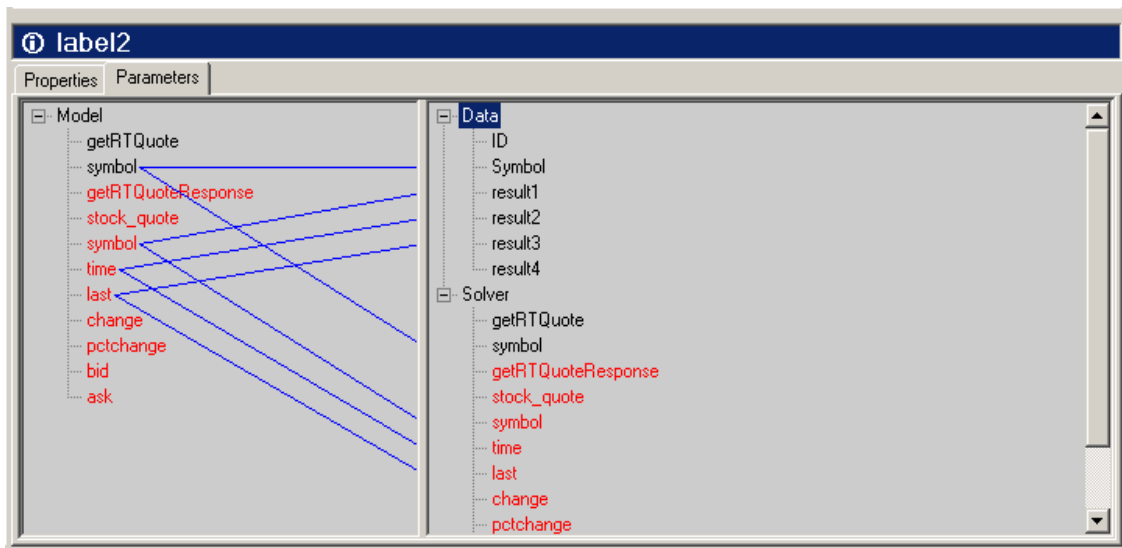 label2
Properties
Parameters
Model
getRTQuote
symbol
getRTQuoteResponse
stock_quote
symbol
time
last
change
pctchange
bid
ask
Data
ID
Symbol
result1
result2
result3
result4
Solver
getRTQuote
symbol
getRTQuoteResponse
stock_quote
symbol
time
last
change
pctchange